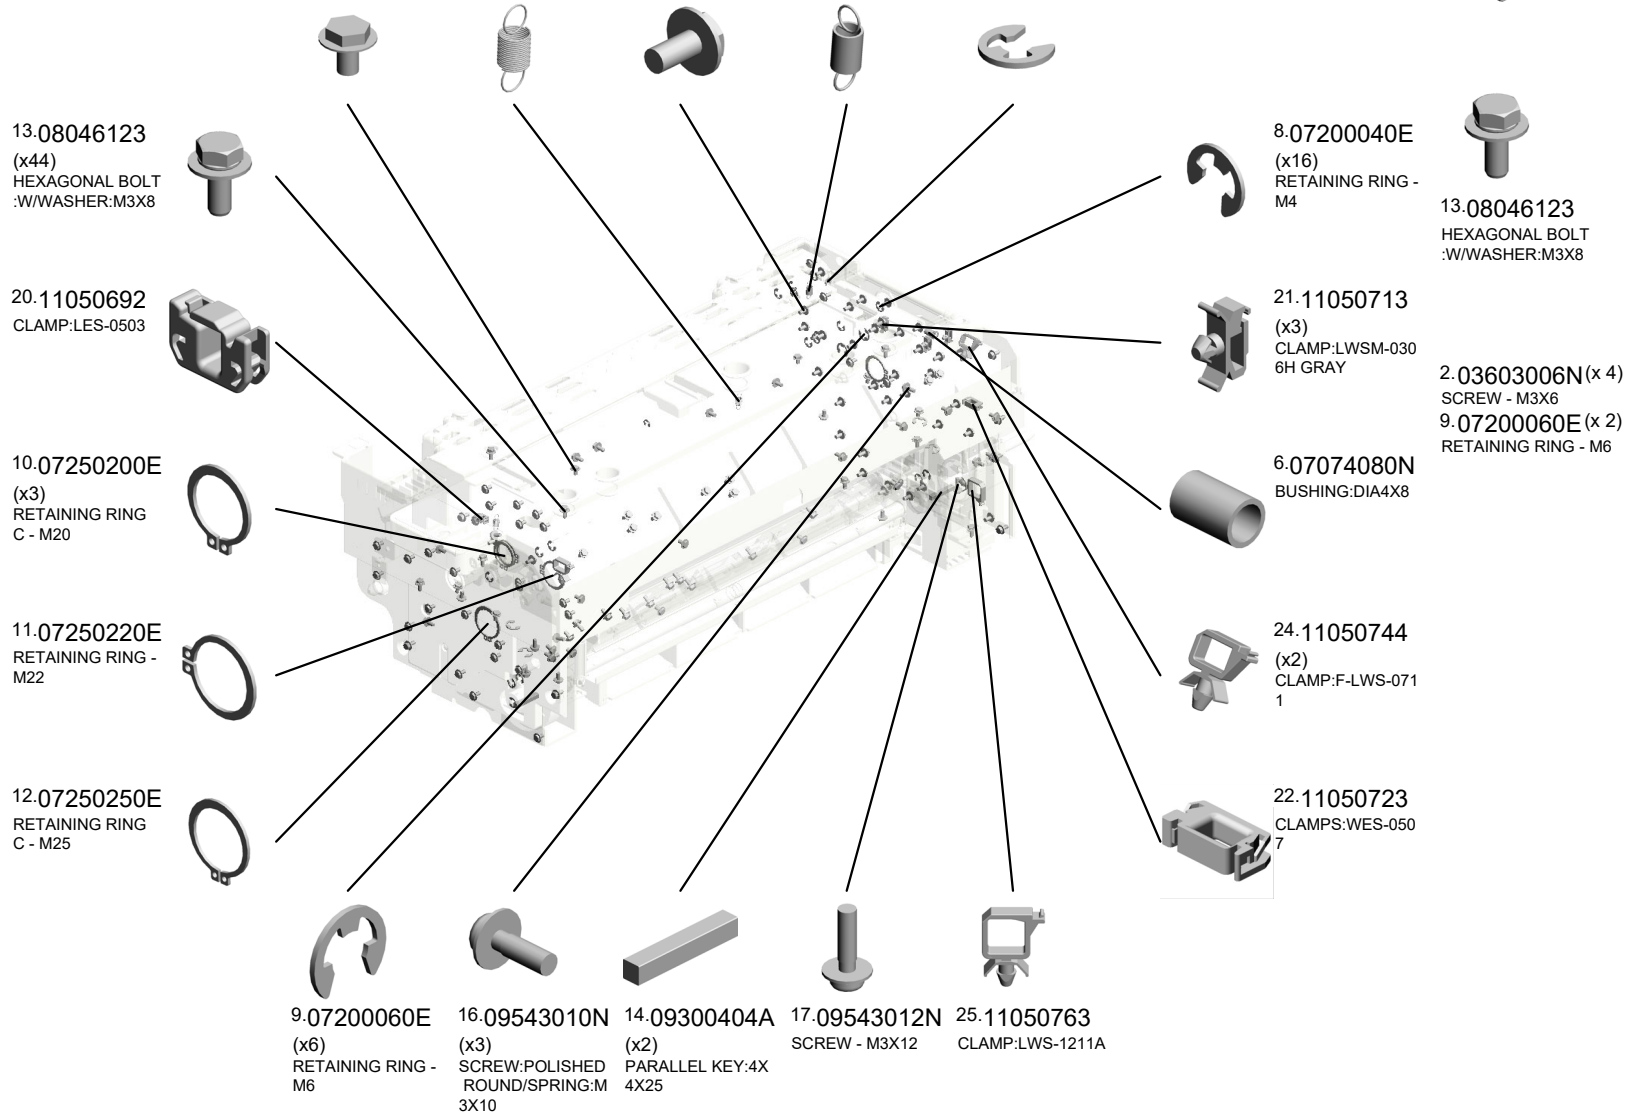 13.08046123
(x44)
HEXAGONAL BOLT
:W/WASHER:M3X8
20.11050692
CLAMP:LES-0503
10.07250200E
(x3)
RETAINING RING
C - M20
11.07250220E
RETAINING RING -
M22
12.07250250E
RETAINING RING
C - M25
8.07200040E
(x16)
RETAINING RING -
M4
13.08046123
HEXAGONAL BOLT
:W/WASHER:M3X8
21.11050713
(x3)
CLAMP:LWSM-030
6H GRAY
2.03603006N (x 4)
SCREW - M3X6
9.07200060E (x 2)
RETAINING RING - M6
6.07074080N
BUSHING:DIA4X8
24.11050744
(x2)
CLAMP:F-LWS-071
1
22.11050723
CLAMPS:WES-050
7
9.07200060E
(x6)
RETAINING RING -
M6
16.09543010N
(x3)
SCREW:POLISHED
ROUND/SPRING:M
3X10
14.09300404A
(x2)
PARALLEL KEY:4X
4X25
17.09543012N
SCREW - M3X12
25.11050763
CLAMP:LWS-1211A